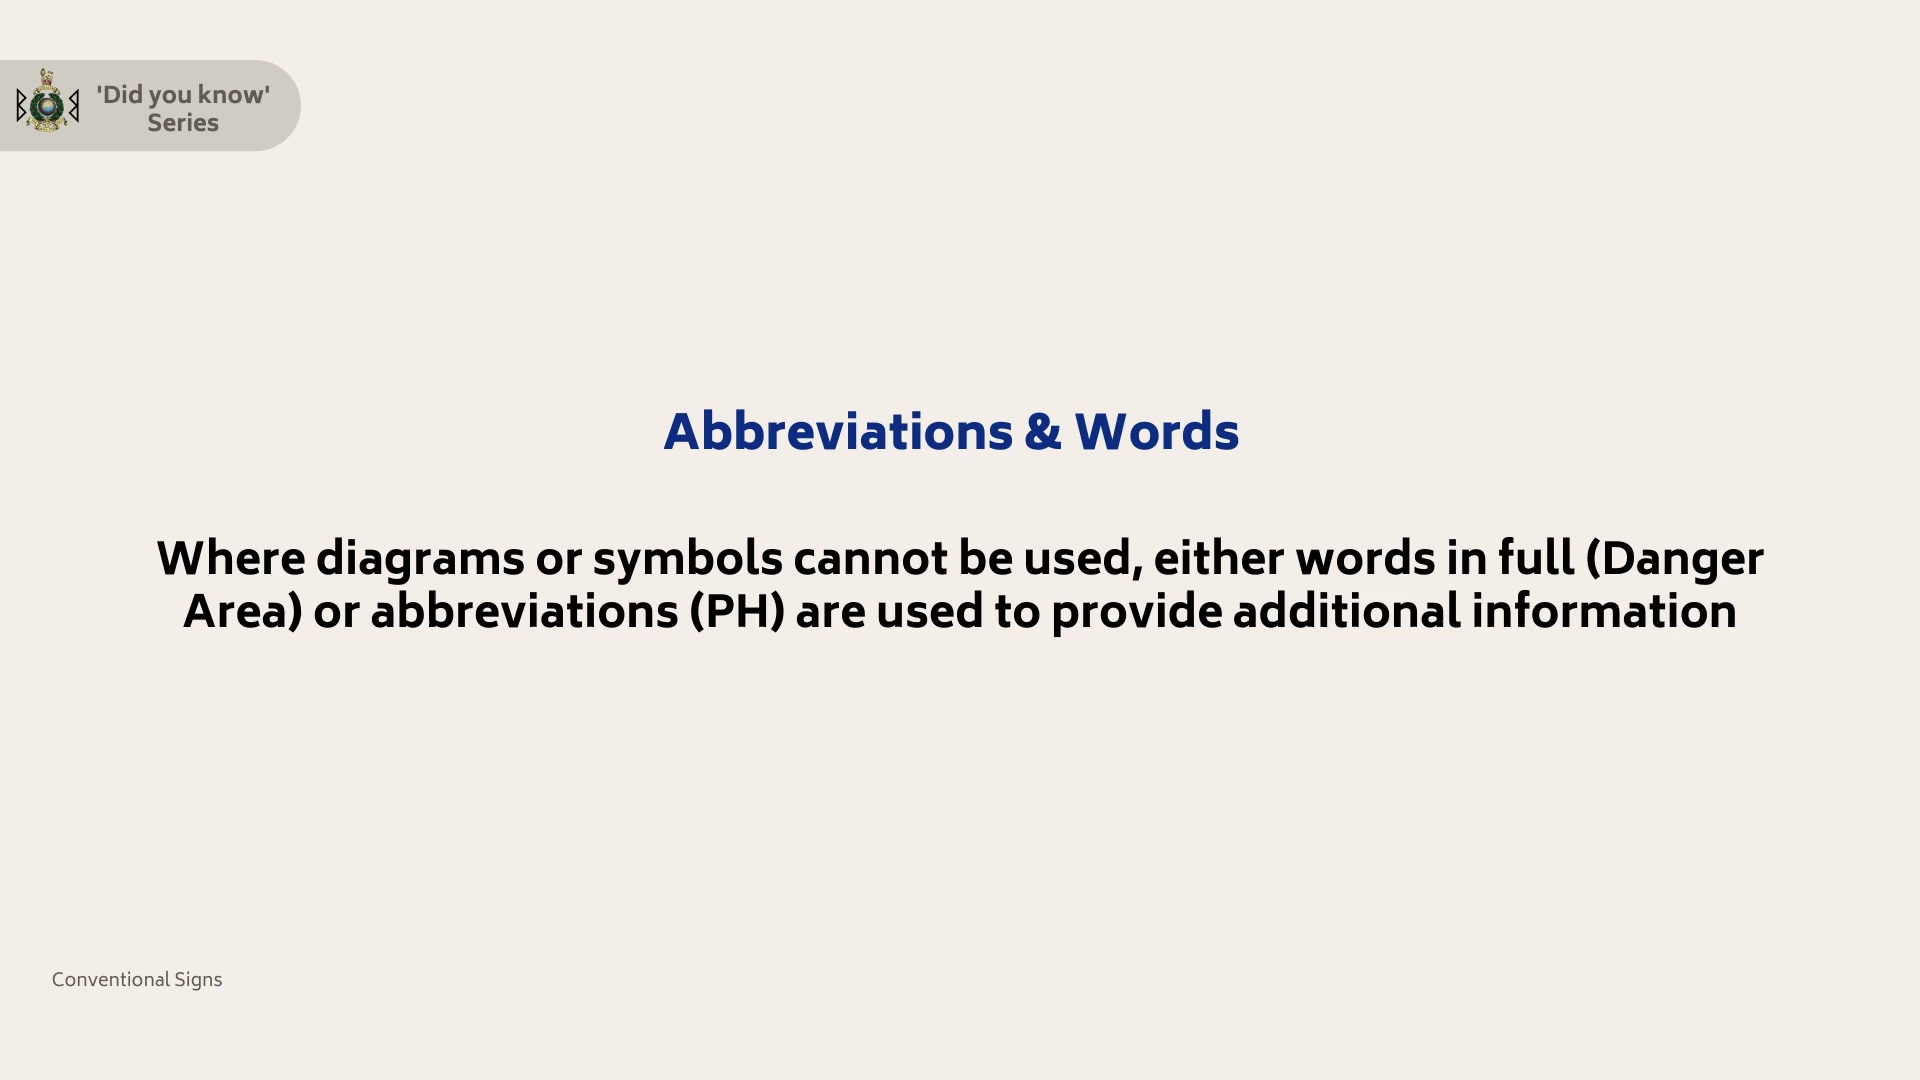 'Did you know'
Series
Abbreviations & Words
Where diagrams or symbols cannot be used, either words in full (Danger
Area) or abbreviations (PH) are used to provide additional information
Conventional Signs